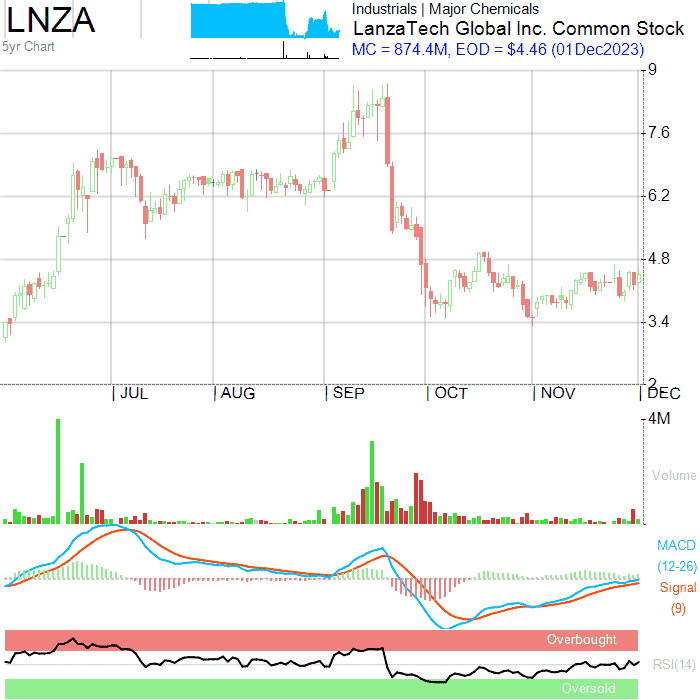 LNZA
5yr Chart
Industrials | Major Chemicals
LanzaTech Global Inc. Common Stock
MC = 874.4M, EOD = $4.46 (01Dec2023)
9
7.6
6.2
4.8
3.4
2
JUL AUG SEP OCT NOV DEC
4M
Volume
MACD
(12-26)
Signal
(9)
Overbought
RSI(14)
Oversold